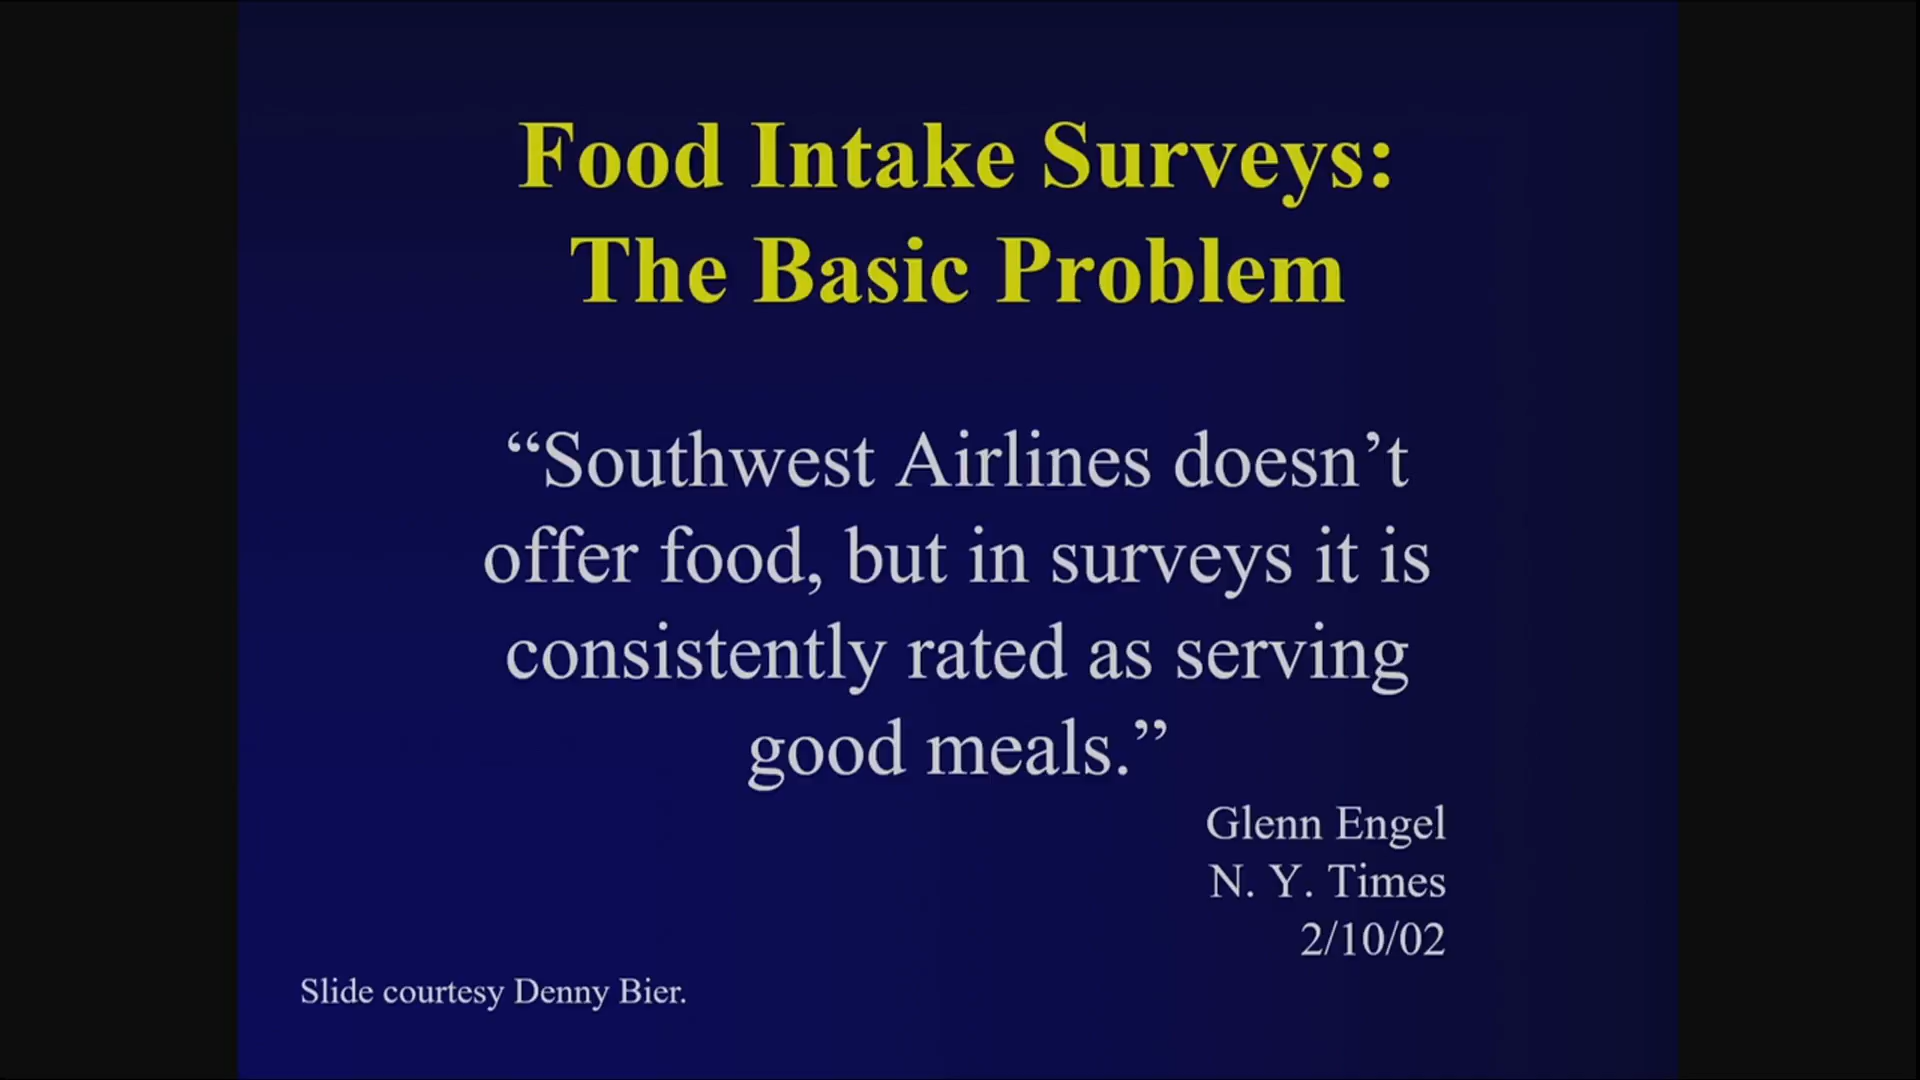 Food Intake Surveys:
The Basic Problem
“Southwest Airlines doesn’t
offer food, but in surveys it is
consistently rated as serving
good meals.”
Glenn Engel
N. Y. Times
2/10/02
Slide courtesy Denny Bier.